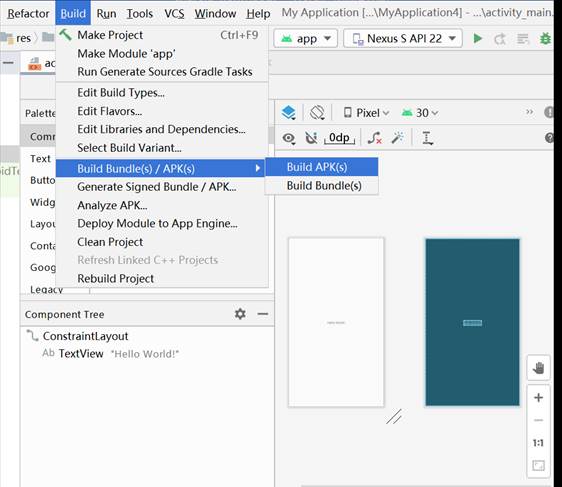 Refactor Build Run Tools VCS Window Help My Application [...\MyApplication4] - ...\activity_main.
res
Make Project Ctrl+F9
app Nexus S API 22
Make Module 'app'
Run Generate Sources Gradle Tasks
Edit Build Types...
Palette
Edit Flavors...
Pixel 30 »
Comm
Edit Libraries and Dependencies...
0dp
Text
Select Build Variant...
Build Bundle(s) / APK(s)
Build APK(s)
Butto
Generate Signed Bundle / APK...
Build Bundle(s)
Widg
Analyze APK...
Layou
Deploy Module to App Engine...
Conta
Clean Project
Goog
Refresh Linked C++ Projects
Legacy
Rebuild Project
Component Tree
ConstraintLayout
Ab TextView "Hello World!"
1:1